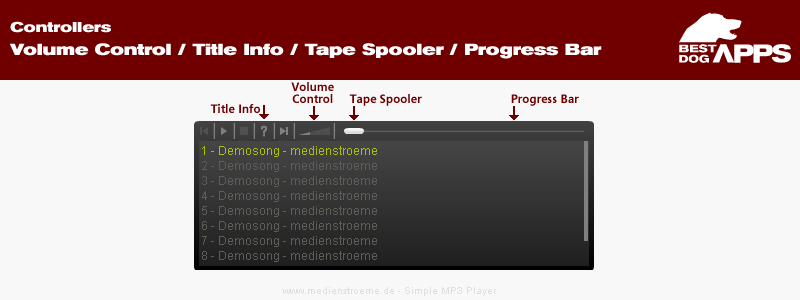 Controllers
Volume Control / Title Info / Tape Spooler / Progress Bar
BEST
DOG APPS
Title Info
Volume
Control
Tape Spooler
Progress Bar
?
1 - Demosong - medienstroeme
2 - Demosong - medienstroeme
3 - Demosong - medienstroeme
4 - Demosong - medienstroeme
5 - Demosong - medienstroeme
6 - Demosong - medienstroeme
7 - Demosong - medienstroeme
8 - Demosong - medienstroeme
www.medienstroeme.de - Simple MP3 Player